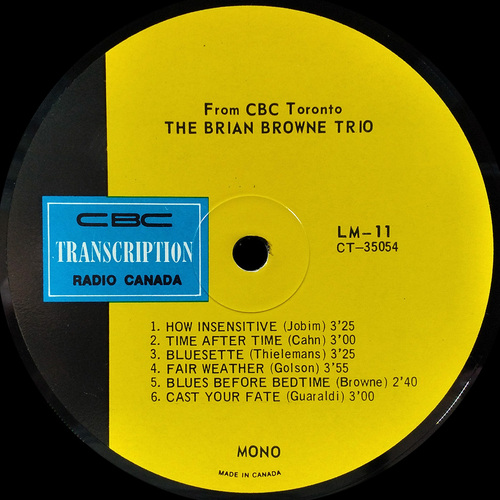 From CBC Toronto
THE BRIAN BROWNE TRIO
CBC
TRANSCRIPTION
RADIO CANADA
LM-11
CT-35054
1. HOW INSENSITIVE (Jobim) 3'25
2. TIME AFTER TIME (Cahn) 3'00
3. BLUESETTE (Thielemans) 3'25
4. FAIR WEATHER (Golson) 3'55
5. BLUES BEFORE BEDTIME (Browne) 2'40
6. CAST YOUR FATE (Guaraldi) 3'00
MONO
MADE IN CANADA